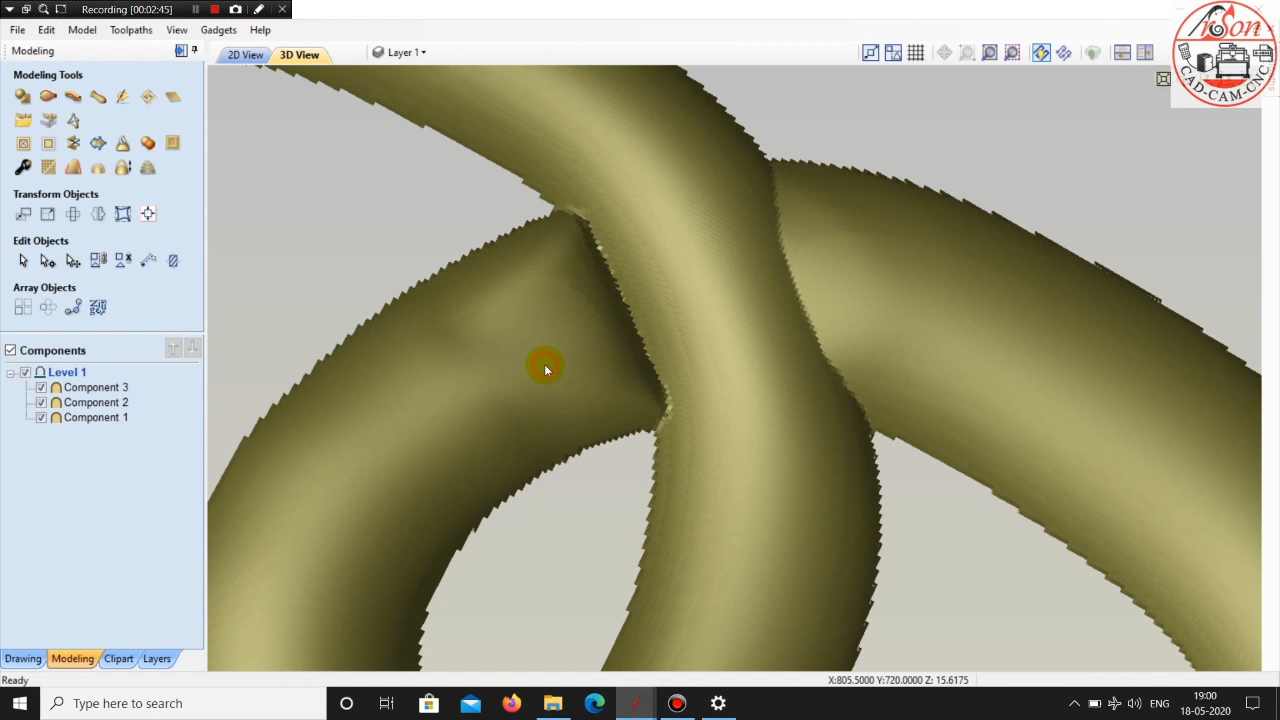 Recording [00:02:45]
File Edit Model Toolpaths View Gadgets Help
Modeling
2D View 3D View Layer 1
Modeling Tools
Transform Objects
Edit Objects
Array Objects
Components
Level 1
Component 3
Component 2
Component 1
Drawing Modeling Clipart Layers
Ready
X:805.5000 Y:720.0000 Z: 15.6175
Type here to search
ENG
19:00
18-05-2020
CAD-CAM-CNC